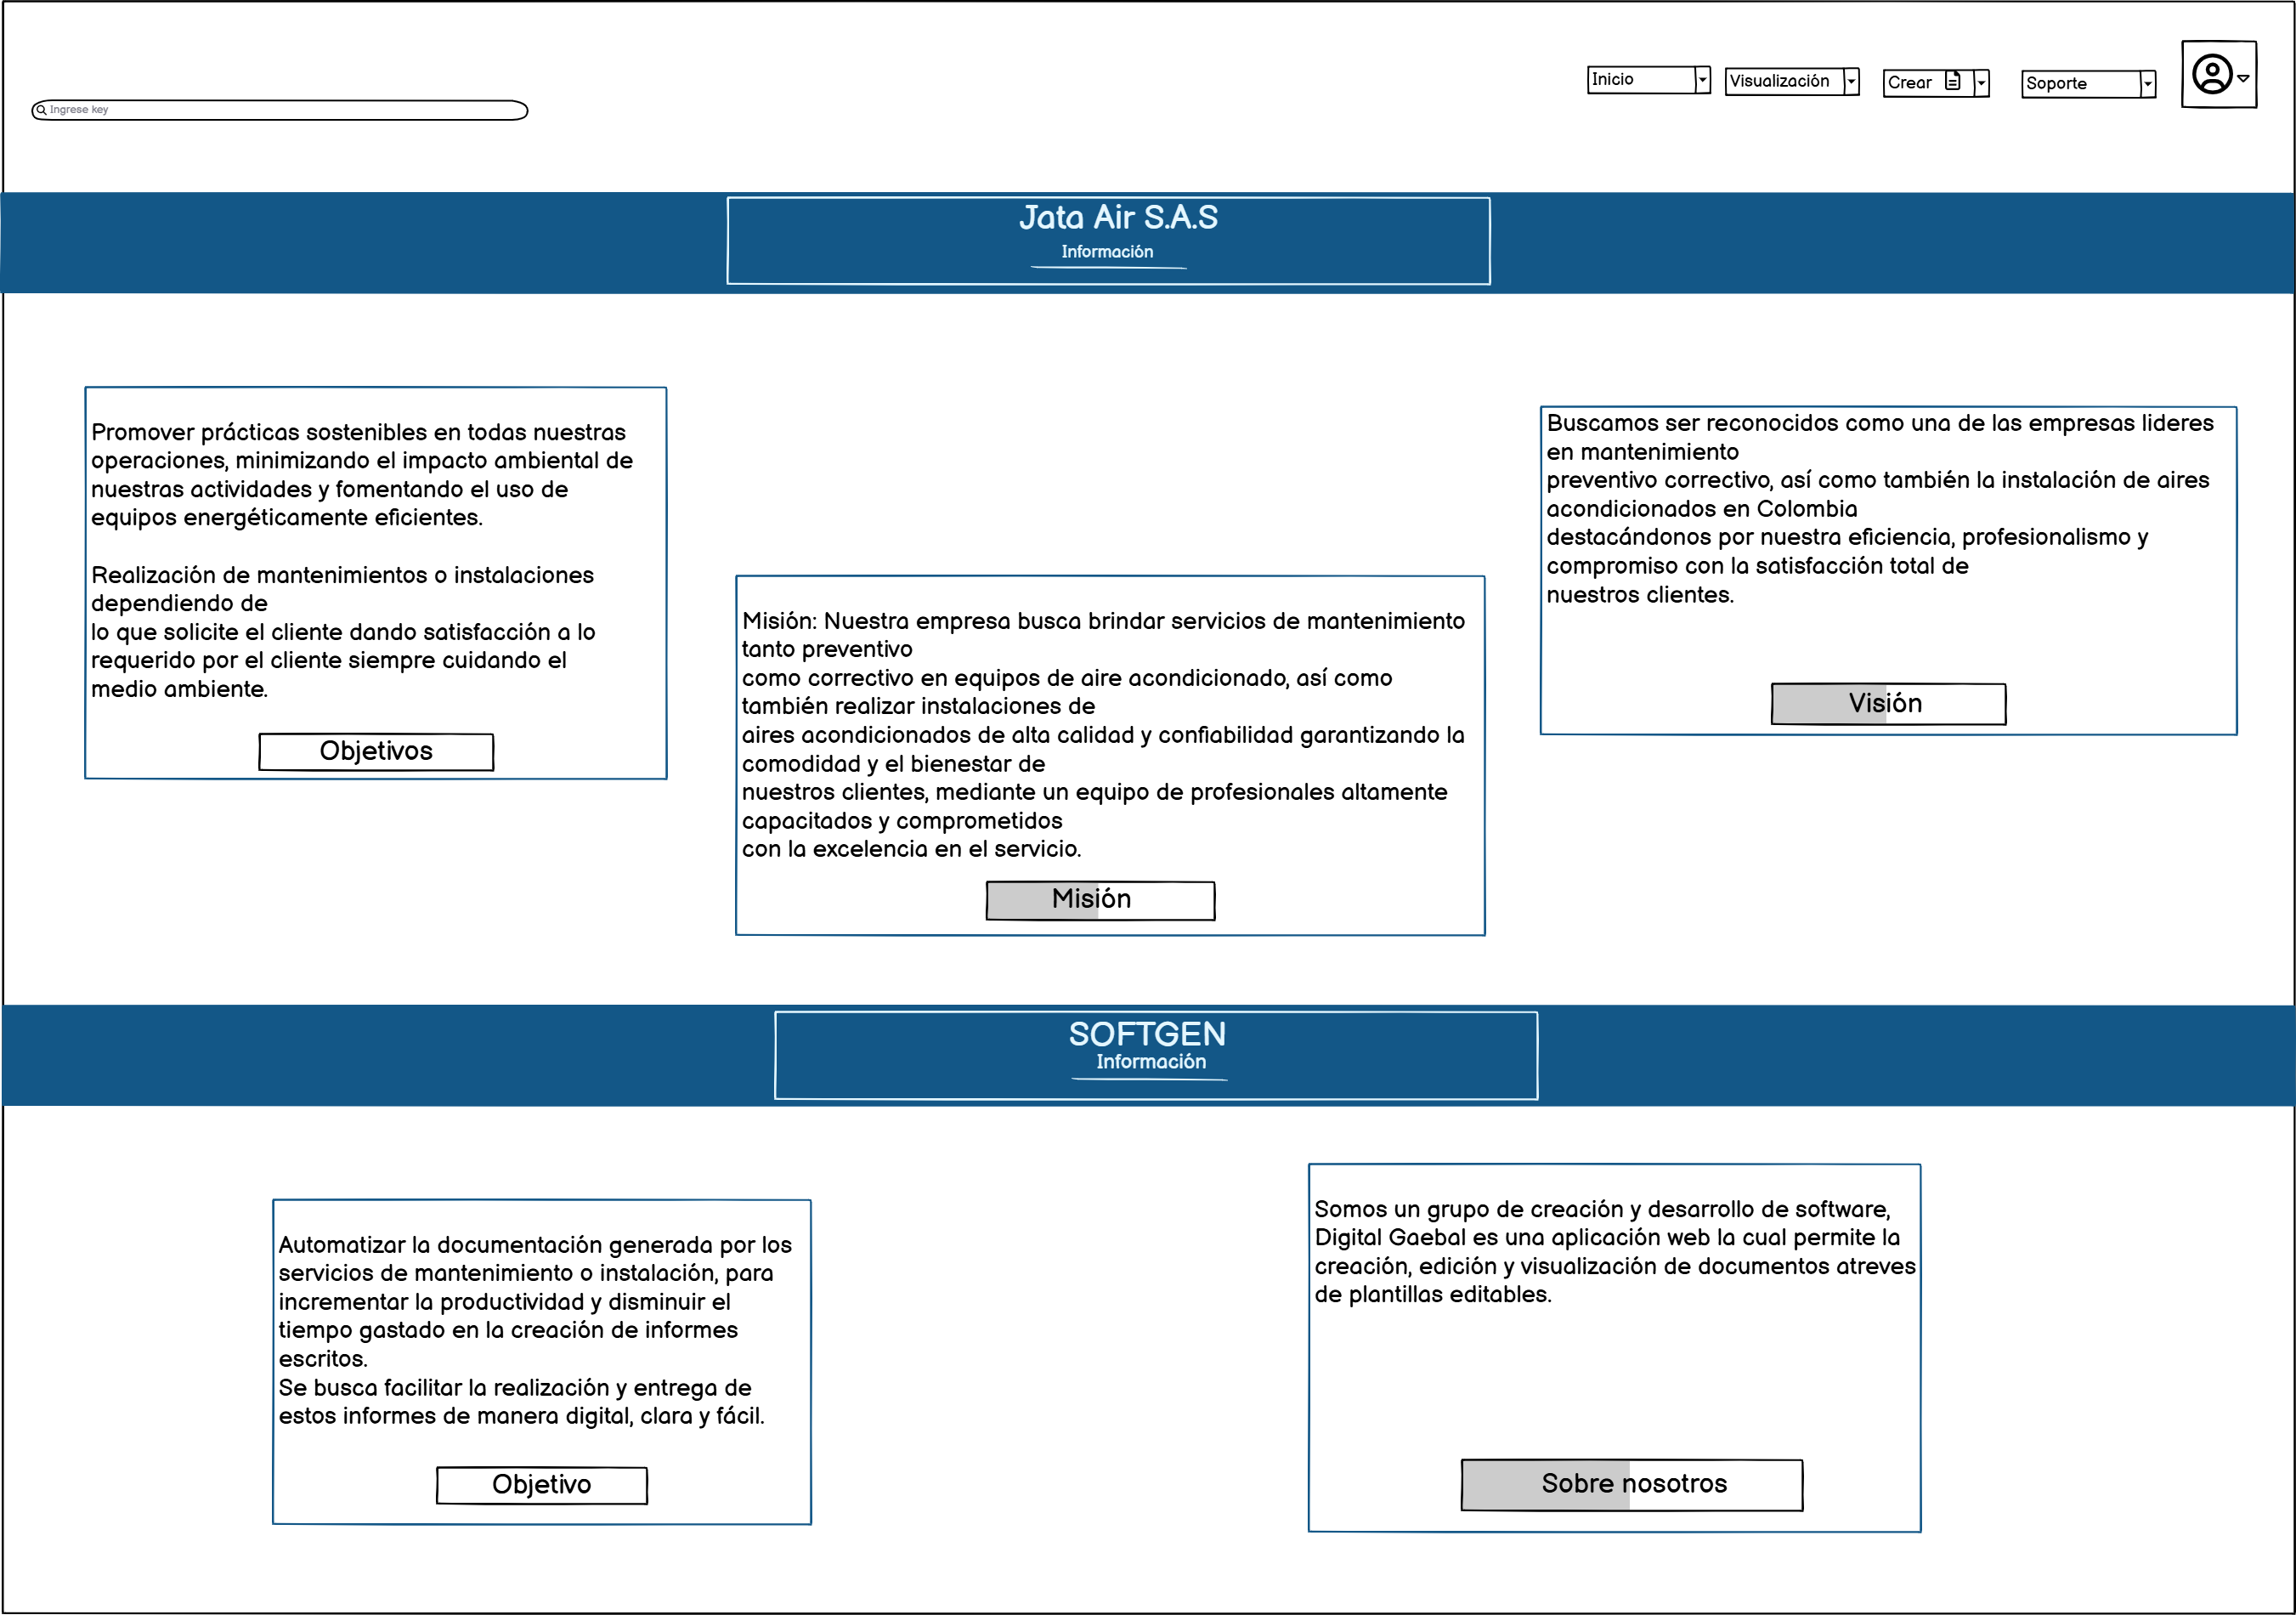 Ingrese key
Inicio
Visualización
Crear
Soporte
Jata Air S.A.S
Información
Promover prácticas sostenibles en todas nuestras
operaciones, minimizando el impacto ambiental de
nuestras actividades y fomentando el uso de
equipos energéticamente eficientes.
Realización de mantenimientos o instalaciones
dependiendo de
lo que solicite el cliente dando satisfacción a lo
requerido por el cliente siempre cuidando el
medio ambiente.
Objetivos
Misión: Nuestra empresa busca brindar servicios de mantenimiento
tanto preventivo
como correctivo en equipos de aire acondicionado, así como
también realizar instalaciones de
aires acondicionados de alta calidad y confiabilidad garantizando la
comodidad y el bienestar de
nuestros clientes, mediante un equipo de profesionales altamente
capacitados y comprometidos
con la excelencia en el servicio.
Misión
Buscamos ser reconocidos como una de las empresas lideres
en mantenimiento
preventivo correctivo, así como también la instalación de aires
acondicionados en Colombia
destacándonos por nuestra eficiencia, profesionalismo y
compromiso con la satisfacción total de
nuestros clientes.
Visión
SOFTGEN
Información
Automatizar la documentación generada por los
servicios de mantenimiento o instalación, para
incrementar la productividad y disminuir el
tiempo gastado en la creación de informes
escritos.
Se busca facilitar la realización y entrega de
estos informes de manera digital, clara y fácil.
Objetivo
Somos un grupo de creación y desarrollo de software,
Digital Gaebal es una aplicación web la cual permite la
creación, edición y visualización de documentos atreves
de plantillas editables.
Sobre nosotros